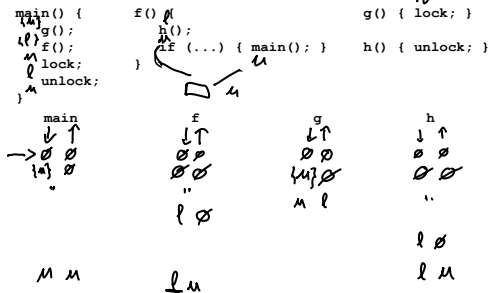 main() { f() { g() { lock; }
{u} g(); l h();
{l} f(); u if (...) { main(); } h() { unlock; }
u lock; } u
l unlock; u
u }
main f g h
↓ ↑ ↓ ↑ ↓ ↑ ↓ ↑
→ ∅ ∅ ∅ ∅ ∅ ∅ ∅ ∅
{u} ∅ ∅ ∅ {u} ∅ ∅ ∅
" " u l "
l ∅ l ∅
u u l u l u